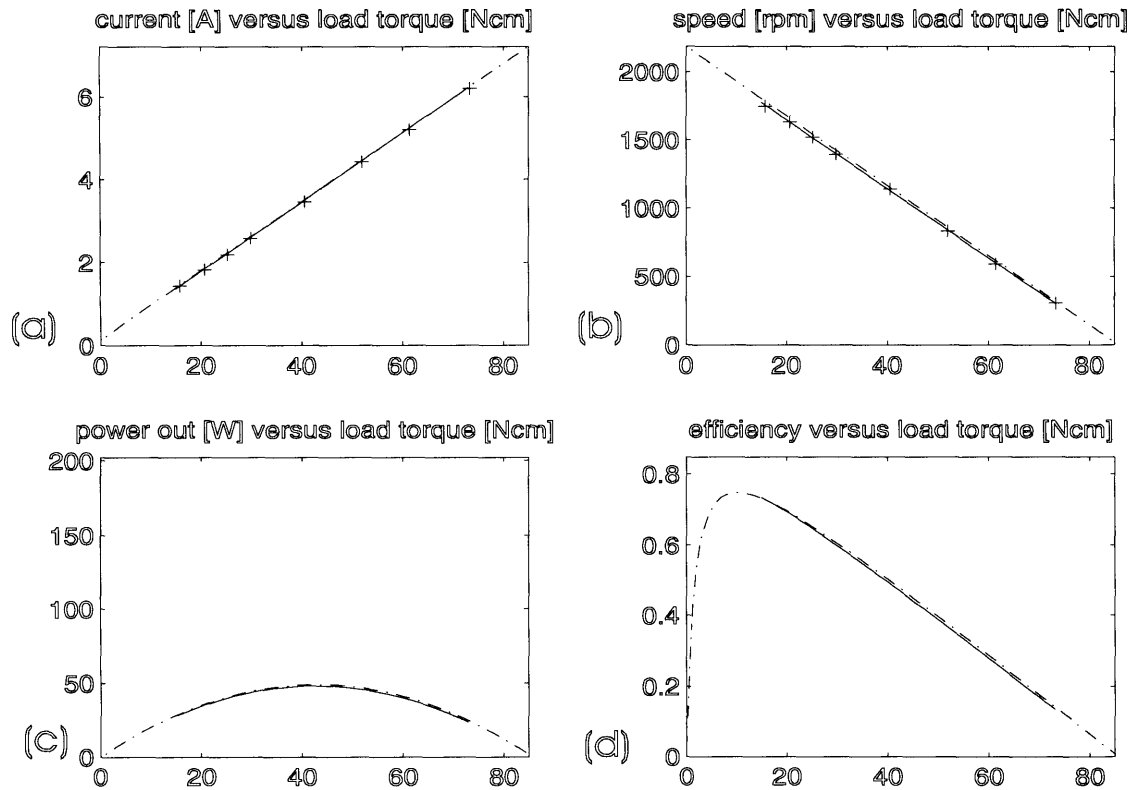 current [A] versus load torque [Ncm]
6
4
2
0
0 20 40 60 80
(a)
speed [rpm] versus load torque [Ncm]
2000
1500
1000
500
0
0 20 40 60 80
(b)
power out [W] versus load torque [Ncm]
200
150
100
50
0
0 20 40 60 80
(c)
efficiency versus load torque [Ncm]
0.8
0.6
0.4
0.2
0
0 20 40 60 80
(d)